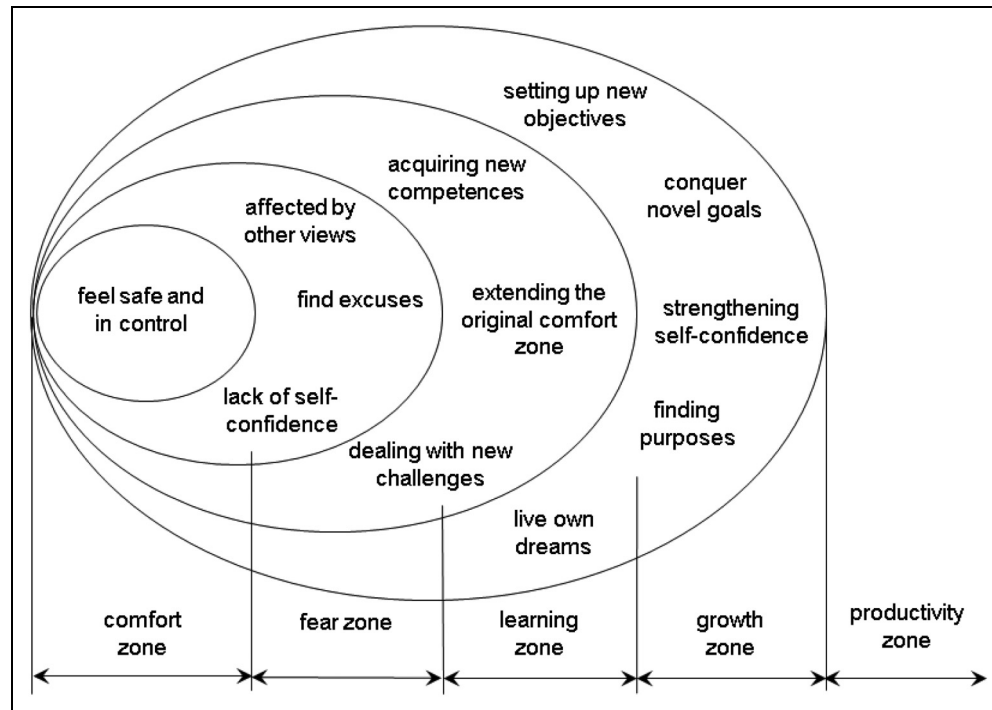 setting up new
objectives
acquiring new
competences
conquer
novel goals
affected by
other views
feel safe and
in control
find excuses
extending the
original comfort
zone
strengthening
self-confidence
lack of self-
confidence
finding
purposes
dealing with new
challenges
live own
dreams
comfort
zone
fear zone
learning
zone
growth
zone
productivity
zone